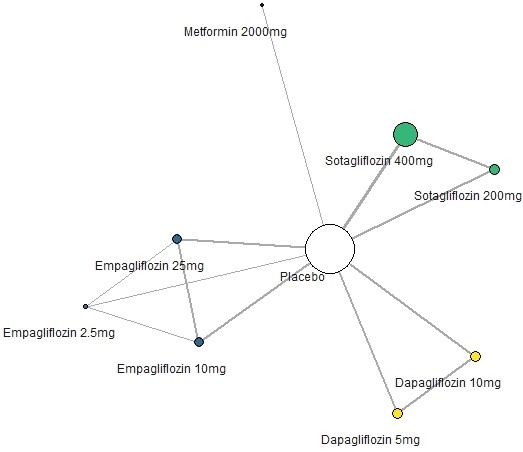 Metformin 2000mg
Sotagliflozin 400mg
Sotagliflozin 200mg
Empagliflozin 25mg
Placebo
Empagliflozin 2.5mg
Empagliflozin 10mg
Dapagliflozin 10mg
Dapagliflozin 5mg